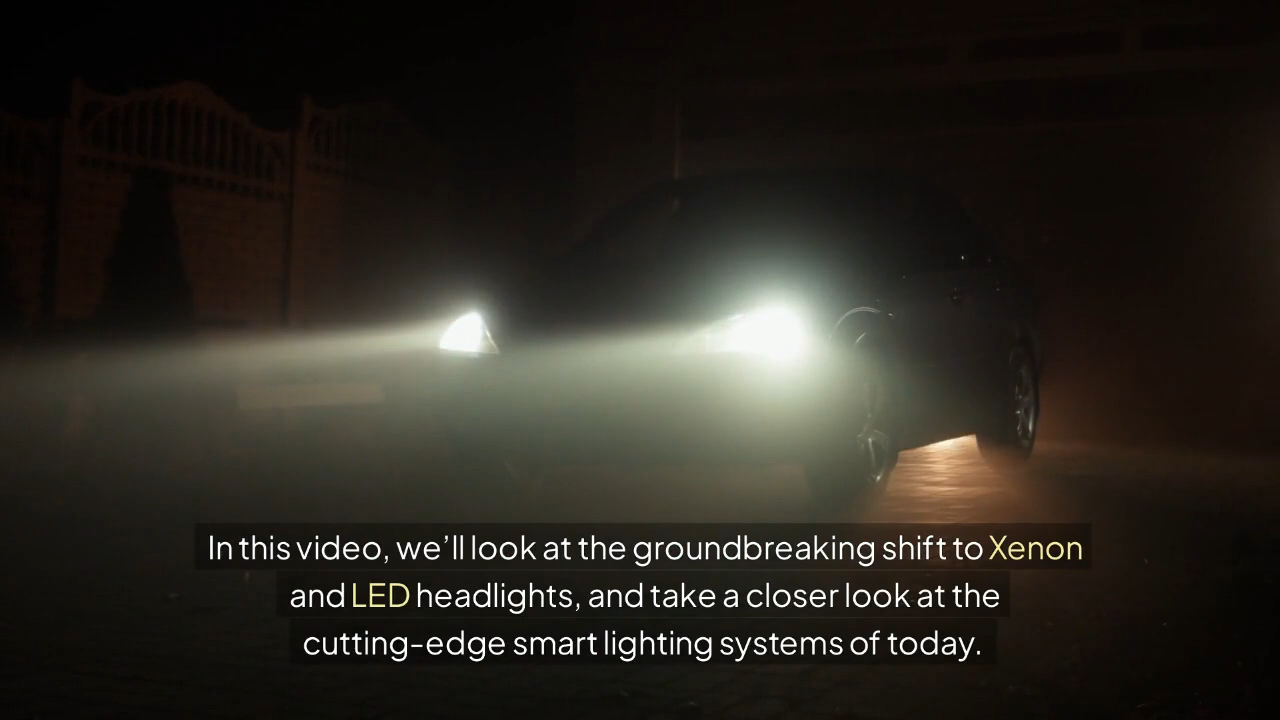 In this video, we’ll look at the groundbreaking shift to Xenon
and LED headlights, and take a closer look at the
cutting-edge smart lighting systems of today.